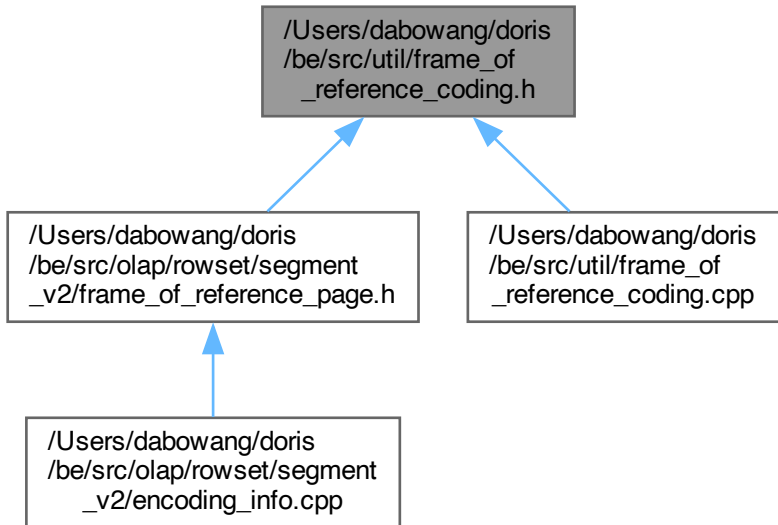 /Users/dabowang/doris
/be/src/util/frame_of
_reference_coding.h
/Users/dabowang/doris
/be/src/olap/rowset/segment
_v2/frame_of_reference_page.h
/Users/dabowang/doris
/be/src/util/frame_of
_reference_coding.cpp
/Users/dabowang/doris
/be/src/olap/rowset/segment
_v2/encoding_info.cpp